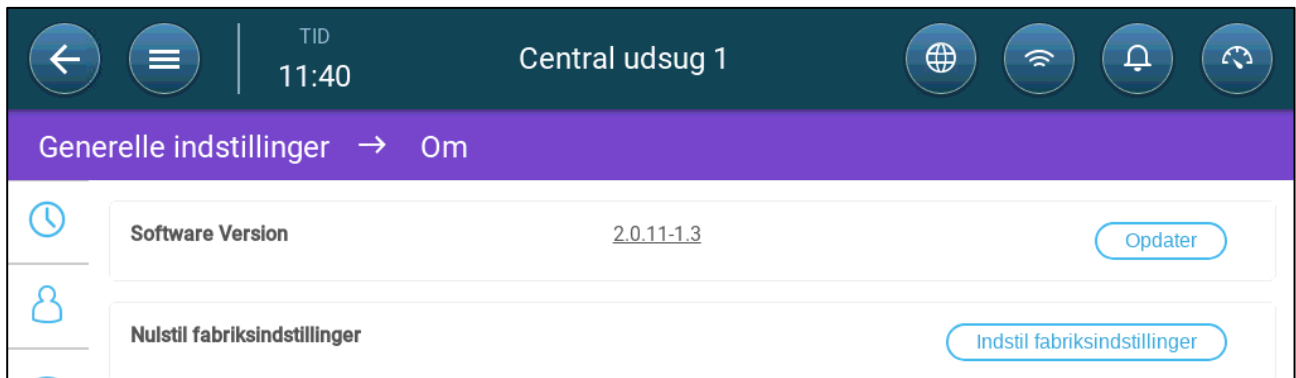 TID
11:40
Central udsug 1
Generelle indstillinger → Om
Software Version 2.0.11-1.3 Opdater
Nulstil fabriksindstillinger Indstil fabriksindstillinger